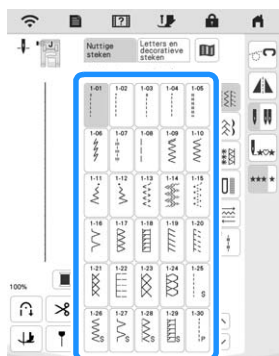 J
Nuttige steken
Letters en decoratieve steken
1-01 1-02 1-03 1-04 1-05
1-06 1-07 1-08 1-09 1-10
1-11 1-12 1-13 1-14 1-15
1-16 1-17 1-18 1-19 1-20
1-21 1-22 1-23 1-24 1-25
S
100%
1-26 1-27 1-28 1-29 1-30
S S S S P